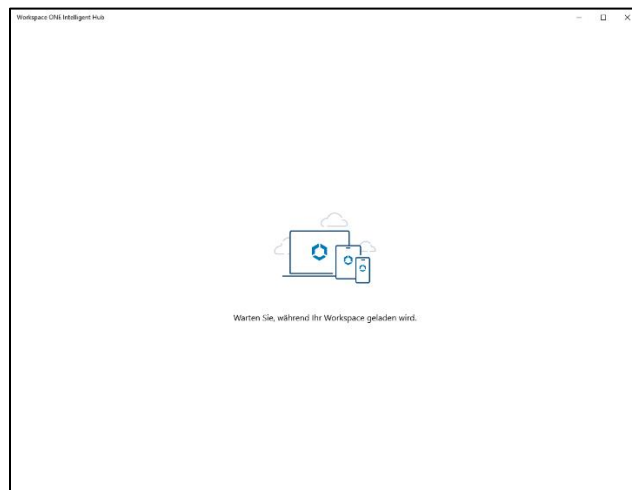 Workspace ONE Intelligent Hub
Warten Sie, während Ihr Workspace geladen wird.